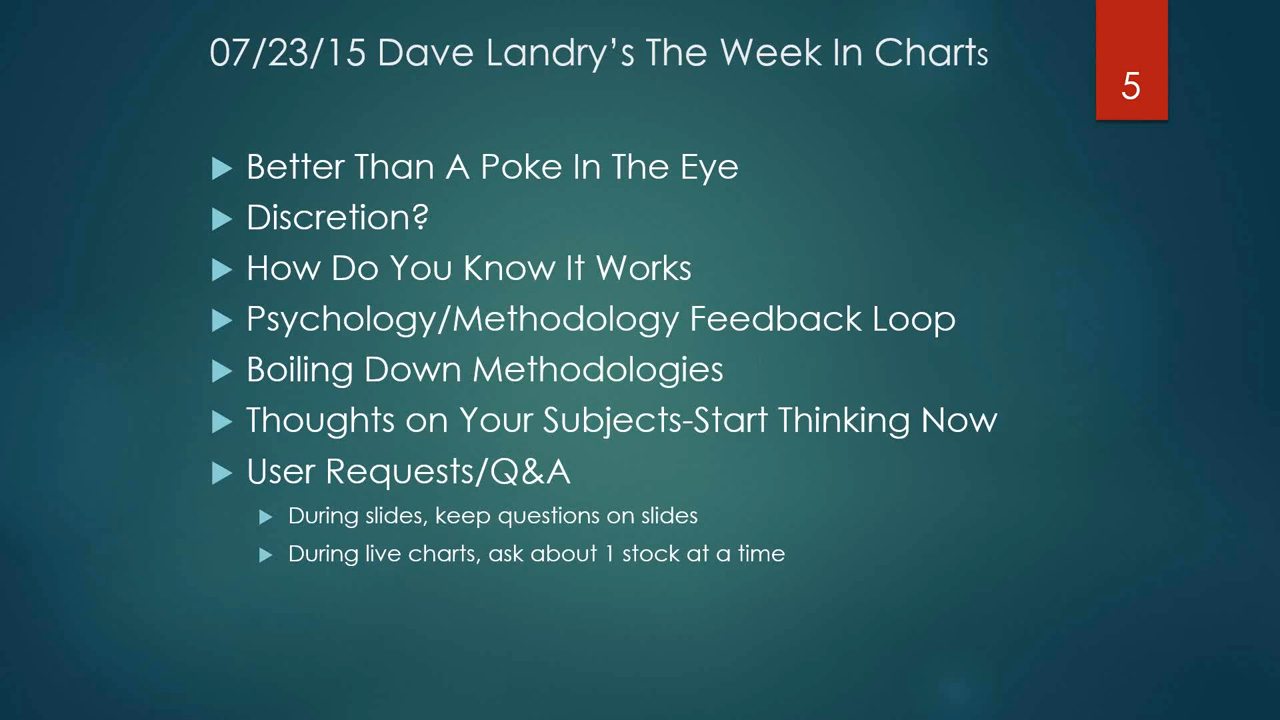 07/23/15 Dave Landry’s The Week In Charts
5
Better Than A Poke In The Eye
Discretion?
How Do You Know It Works
Psychology/Methodology Feedback Loop
Boiling Down Methodologies
Thoughts on Your Subjects-Start Thinking Now
User Requests/Q&A
During slides, keep questions on slides
During live charts, ask about 1 stock at a time